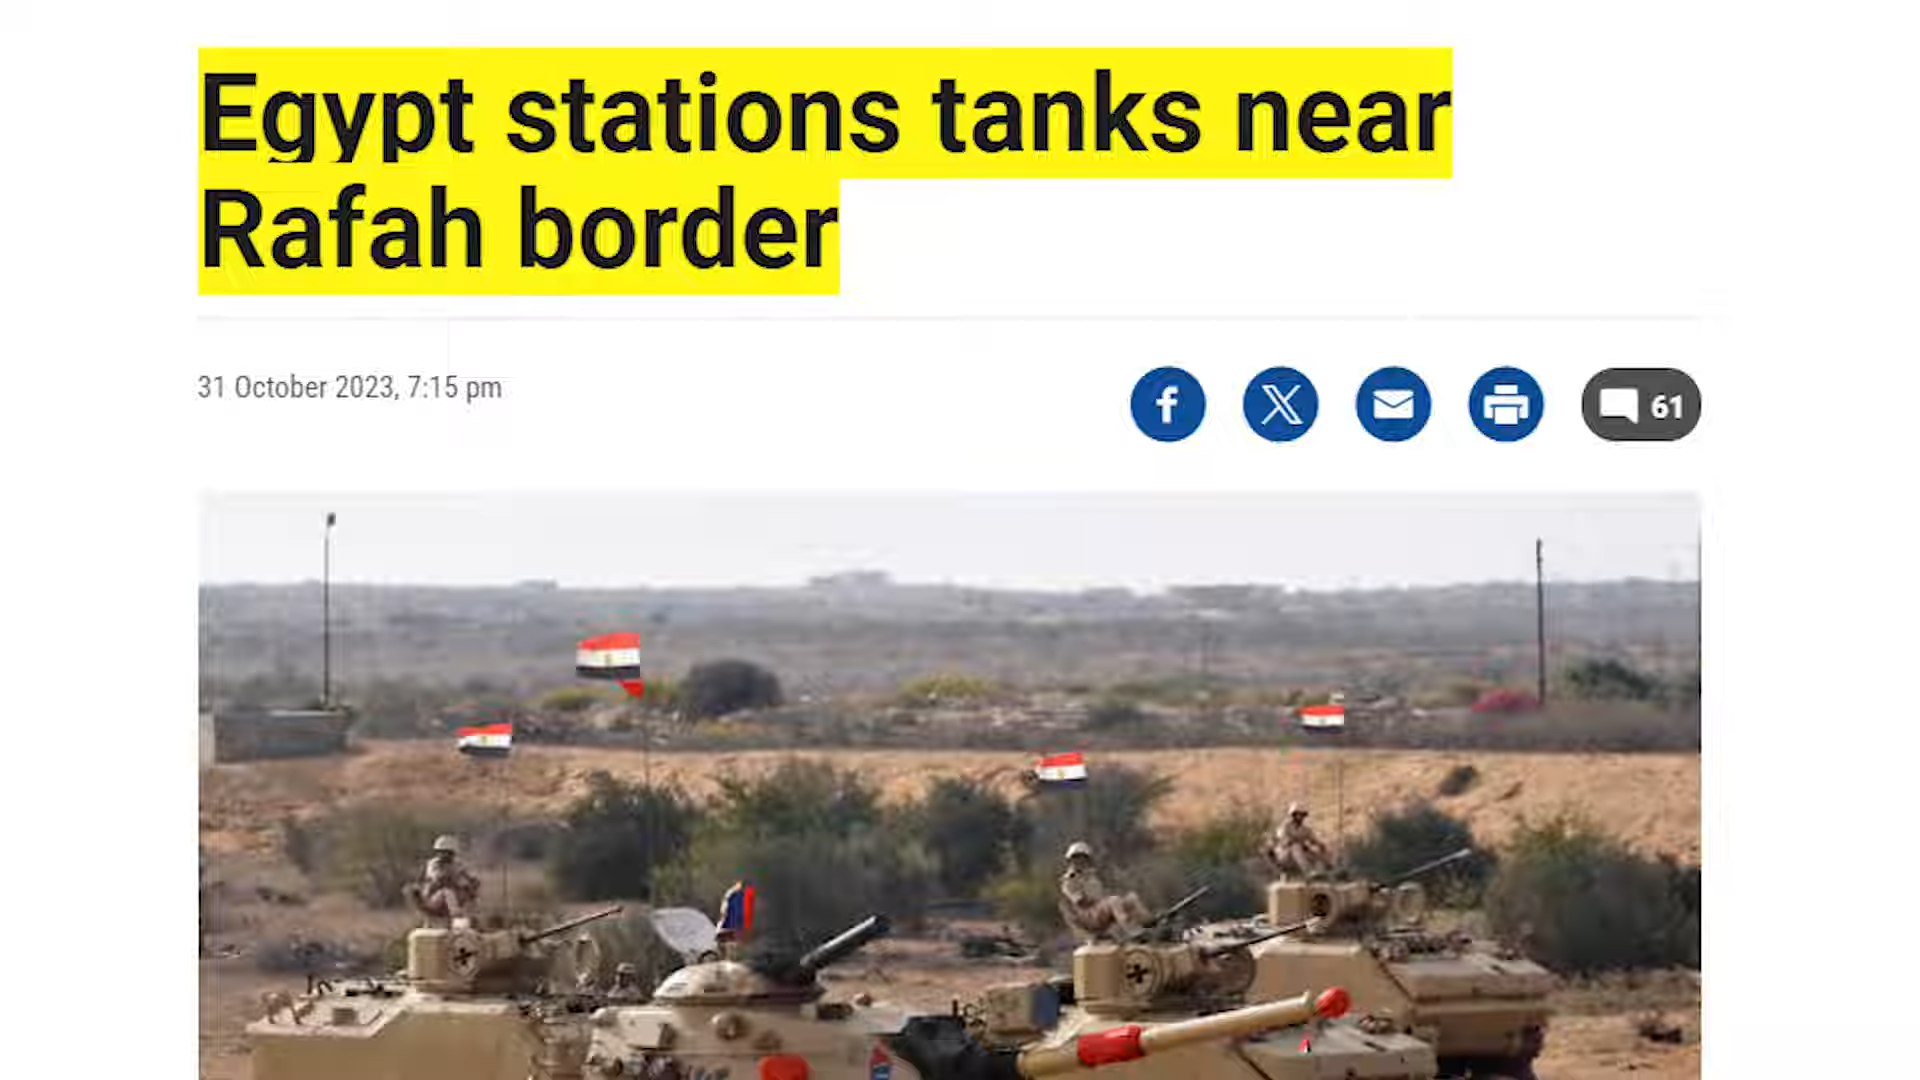 Egypt stations tanks near
Rafah border
31 October 2023, 7:15 pm
61